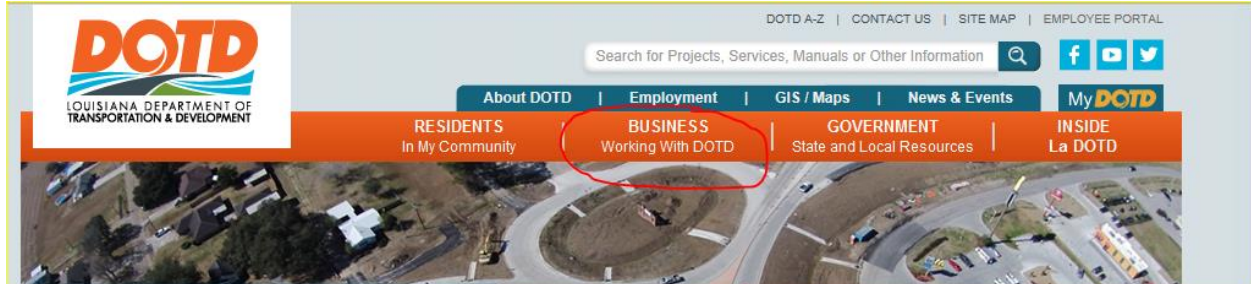 DOTD A-Z | CONTACT US | SITE MAP | EMPLOYEE PORTAL
DOTD
LOUISIANA DEPARTMENT OF
TRANSPORTATION & DEVELOPMENT
Search for Projects, Services, Manuals or Other Information
About DOTD | Employment | GIS / Maps | News & Events
My DOTD
RESIDENTS
In My Community
BUSINESS
Working With DOTD
GOVERNMENT
State and Local Resources
INSIDE
La DOTD